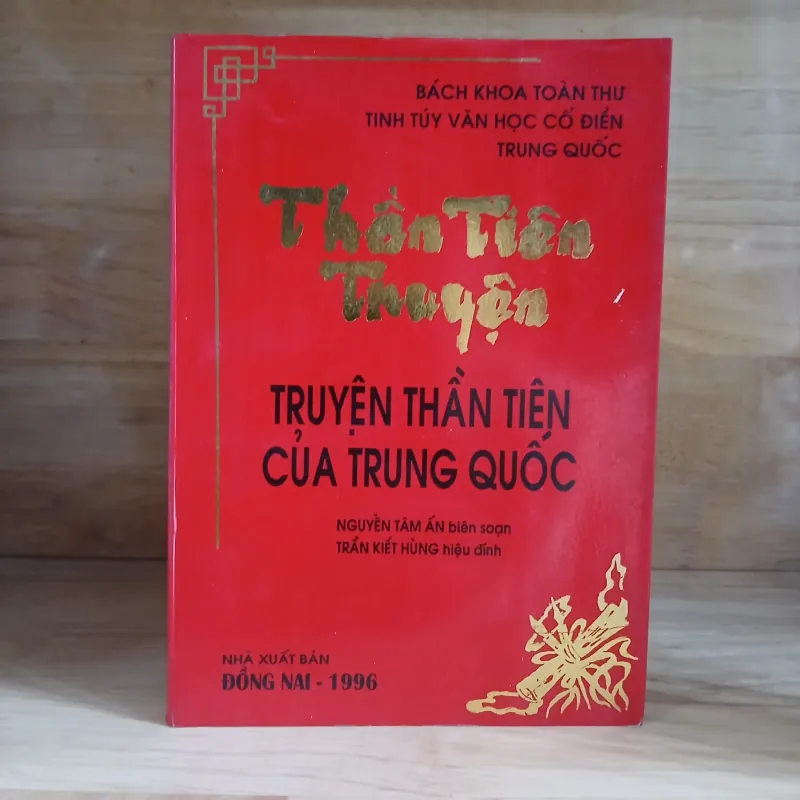 BÁCH KHOA TOÀN THƯ
TINH TÚY VĂN HỌC CỔ ĐIỂN
TRUNG QUỐC
Thần Tiên
Truyện
TRUYỆN THẦN TIÊN
CỦA TRUNG QUỐC
NGUYỄN TÂM ẤN biên soạn
TRẦN KIẾT HÙNG hiệu đính
NHÀ XUẤT BẢN
ĐỒNG NAI - 1996